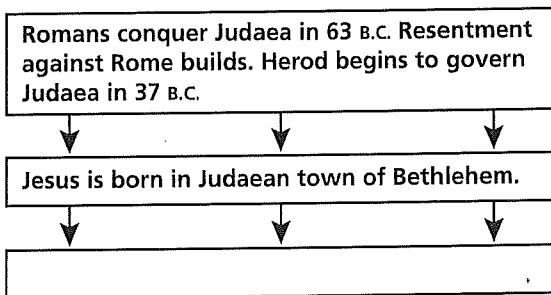 Romans conquer Judaea in 63 B.C. Resentment
against Rome builds. Herod begins to govern
Judaea in 37 B.C.
Jesus is born in Judaean town of Bethlehem.